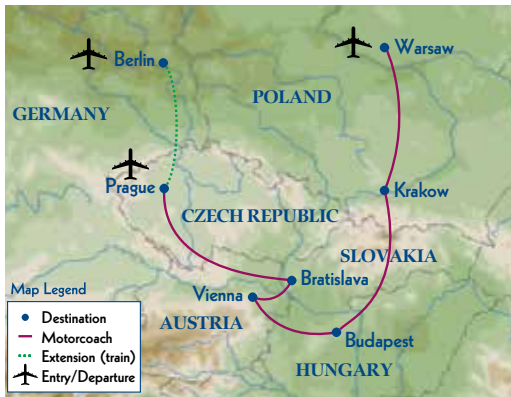 Berlin
Warsaw
POLAND
GERMANY
Prague
Krakow
CZECH REPUBLIC
SLOVAKIA
Bratislava
Vienna
AUSTRIA
Budapest
HUNGARY
Map Legend
Destination
Motorcoach
Extension (train)
Entry/Departure